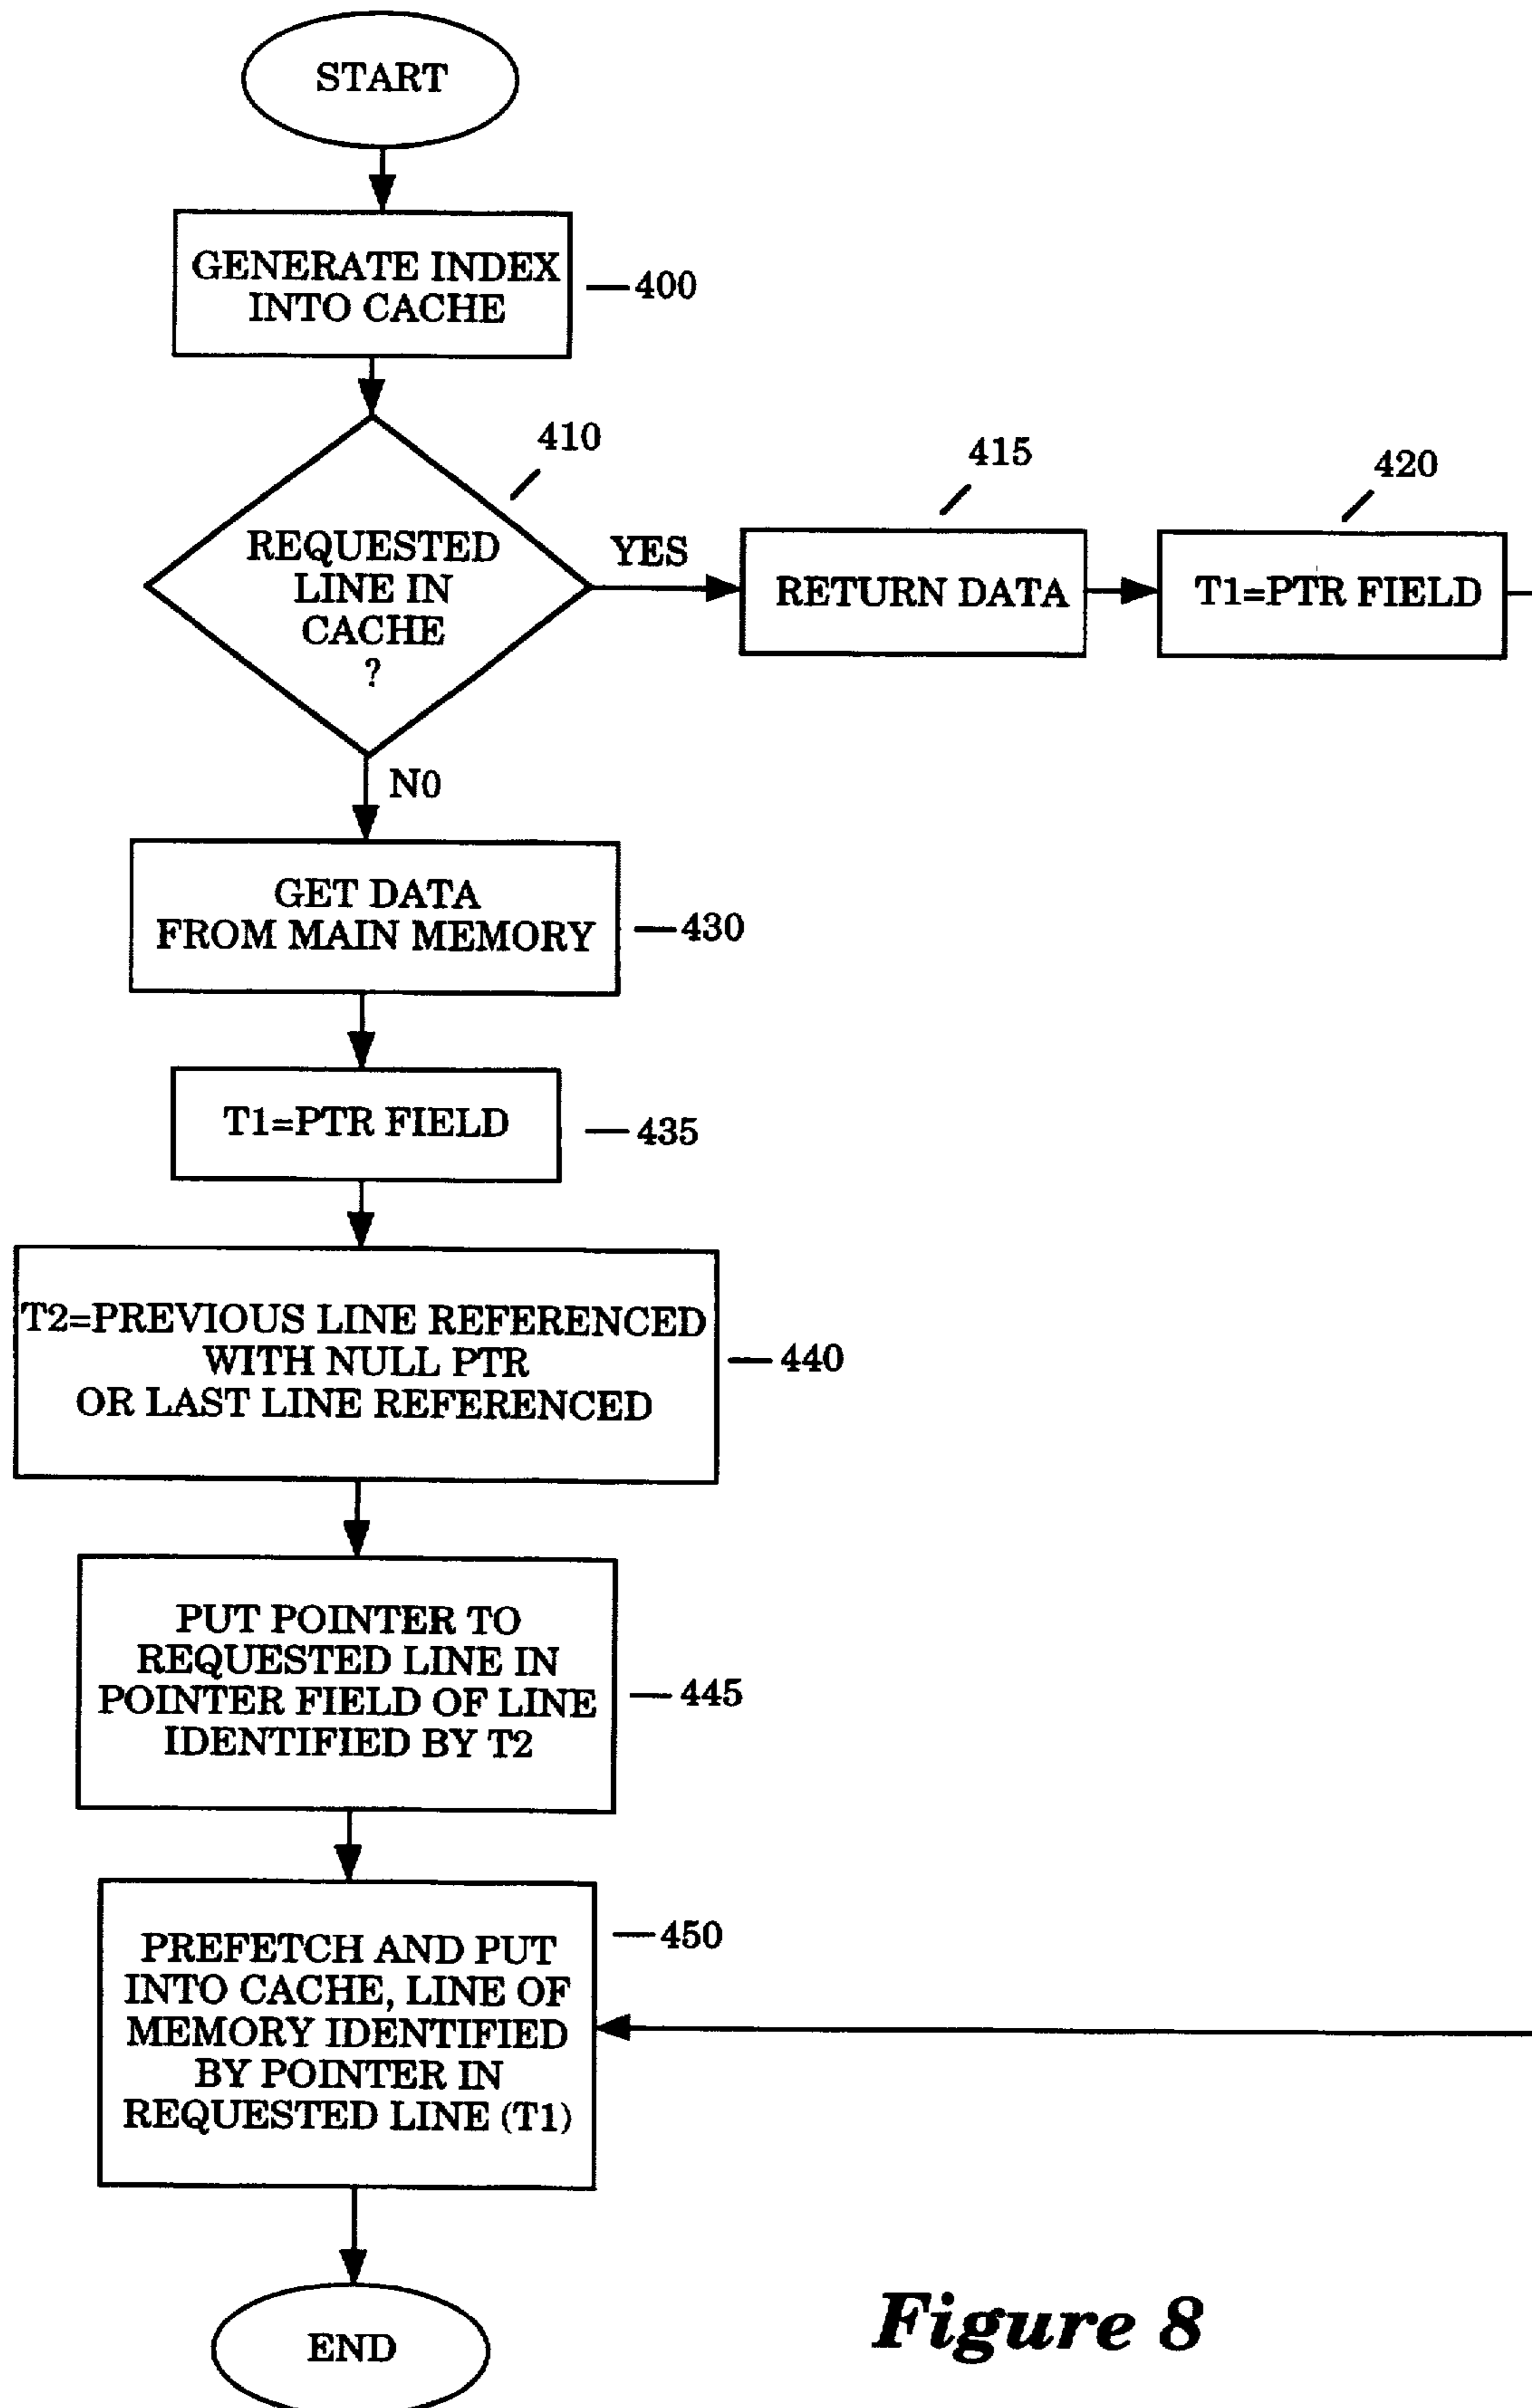 START
GENERATE INDEX
INTO CACHE
400
410
REQUESTED
LINE IN
CACHE
?
YES
415
RETURN DATA
420
T1=PTR FIELD
N0
GET DATA
FROM MAIN MEMORY
430
T1=PTR FIELD
435
T2=PREVIOUS LINE REFERENCED
WITH NULL PTR
OR LAST LINE REFERENCED
440
PUT POINTER TO
REQUESTED LINE IN
POINTER FIELD OF LINE
IDENTIFIED BY T2
445
PREFETCH AND PUT
INTO CACHE, LINE OF
MEMORY IDENTIFIED
BY POINTER IN
REQUESTED LINE (T1)
450
END
Figure 8